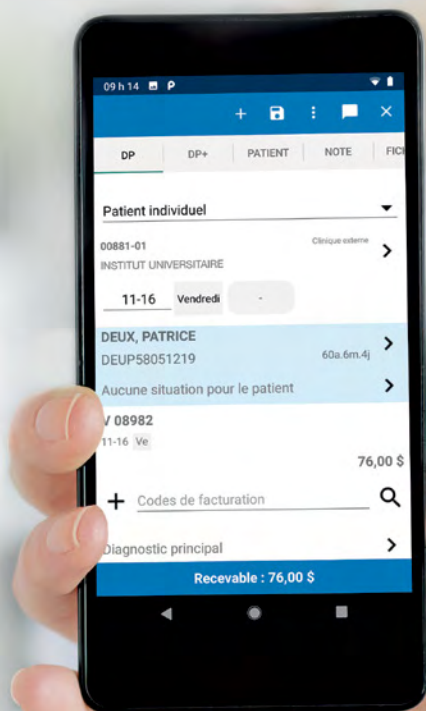 09 h 14 P
DP DP+ PATIENT NOTE FICH
Patient individuel
00881-01 Clinique externe
INSTITUT UNIVERSITAIRE
11-16 Vendredi -
DEUX, PATRICE
DEUP58051219 60a.6m.4j
Aucune situation pour le patient
V 08982
11-16 Ve
76,00 $
+ Codes de facturation
Diagnostic principal
Recevable : 76,00 $